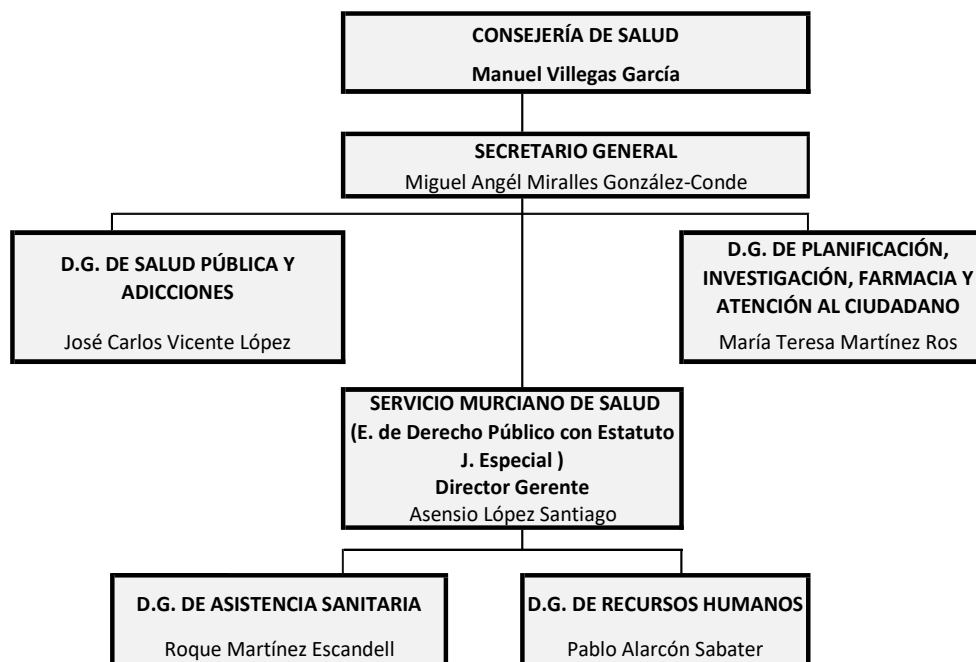 CONSEJERÍA DE SALUD
Manuel Villegas García
SECRETARIO GENERAL
Miguel Angél Miralles González-Conde
D.G. DE SALUD PÚBLICA Y
ADICCIONES
José Carlos Vicente López
D.G. DE PLANIFICACIÓN,
INVESTIGACIÓN, FARMACIA Y
ATENCIÓN AL CIUDADANO
María Teresa Martínez Ros
SERVICIO MURCIANO DE SALUD
(E. de Derecho Público con Estatuto
J. Especial )
Director Gerente
Asensio López Santiago
D.G. DE ASISTENCIA SANITARIA
Roque Martínez Escandell
D.G. DE RECURSOS HUMANOS
Pablo Alarcón Sabater